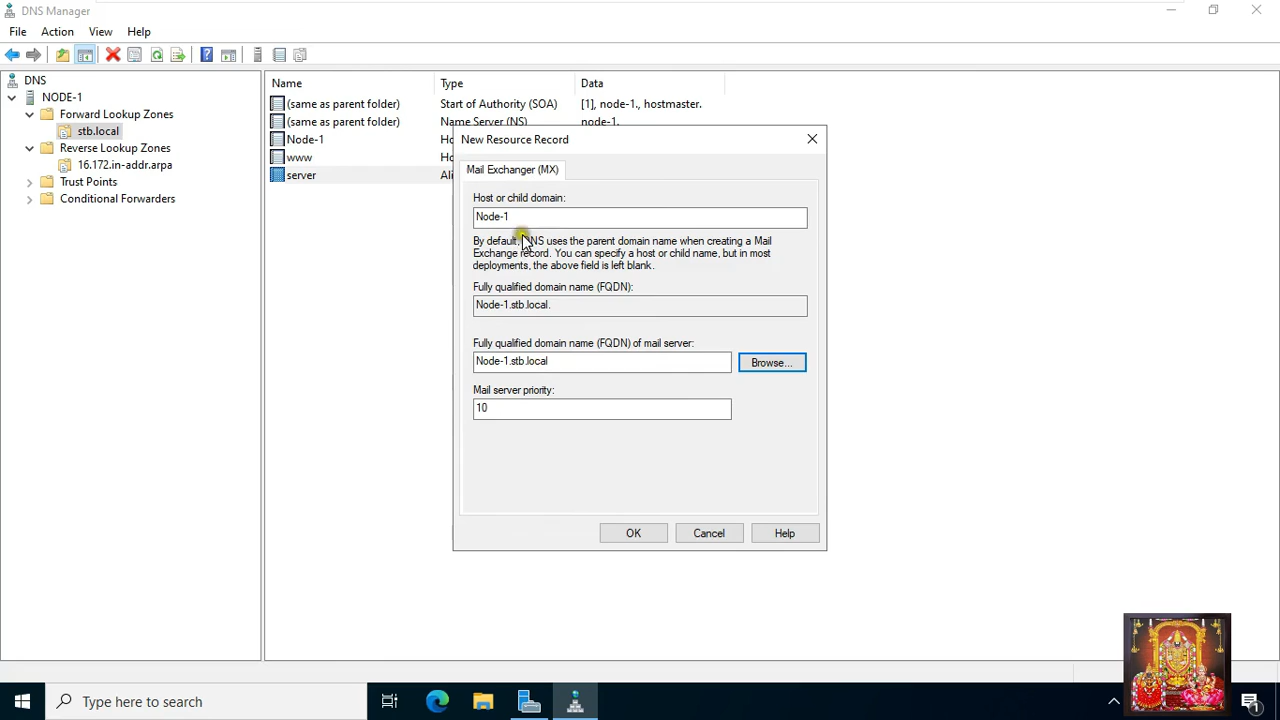 DNS Manager
File Action View Help
DNS
NODE-1
Forward Lookup Zones
stb.local
Reverse Lookup Zones
16.172.in-addr.arpa
Trust Points
Conditional Forwarders
Name Type Data
(same as parent folder) Start of Authority (SOA) [1], node-1., hostmaster.
(same as parent folder) Name Server (NS) node-1.
Node-1 Ho
www Ho
server Ali
New Resource Record
Mail Exchanger (MX)
Host or child domain:
Node-1
By default, DNS uses the parent domain name when creating a Mail
Exchange record. You can specify a host or child name, but in most
deployments, the above field is left blank.
Fully qualified domain name (FQDN):
Node-1.stb.local.
Fully qualified domain name (FQDN) of mail server:
Node-1.stb.local
Browse...
Mail server priority:
10
OK Cancel Help
Type here to search
1